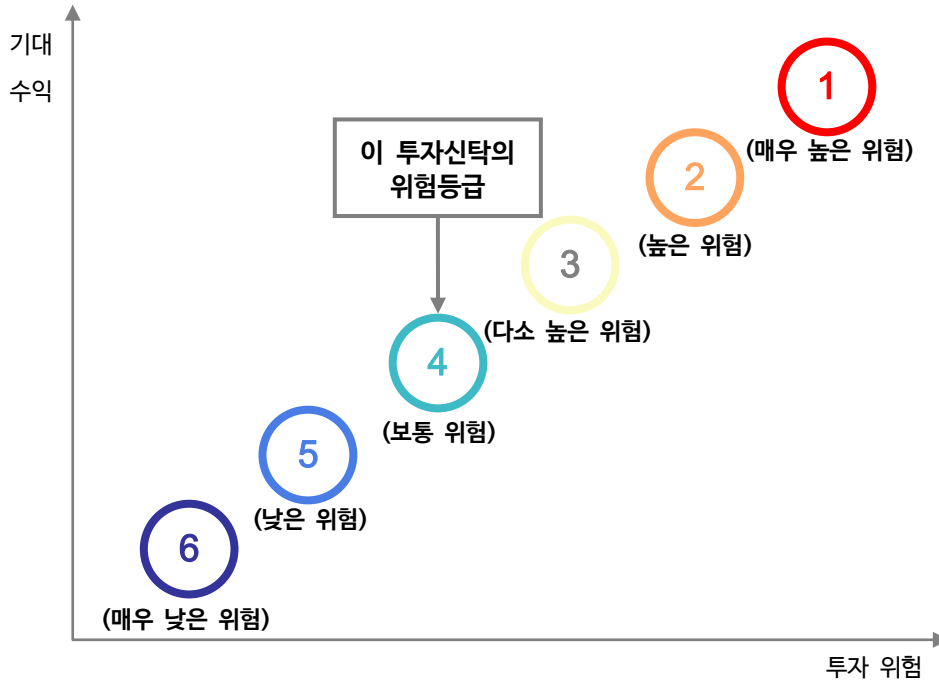 기대
수익
1
(매우 높은 위험)
이 투자신탁의
위험등급
2
(높은 위험)
3
(다소 높은 위험)
4
(보통 위험)
5
(낮은 위험)
6
(매우 낮은 위험)
투자 위험